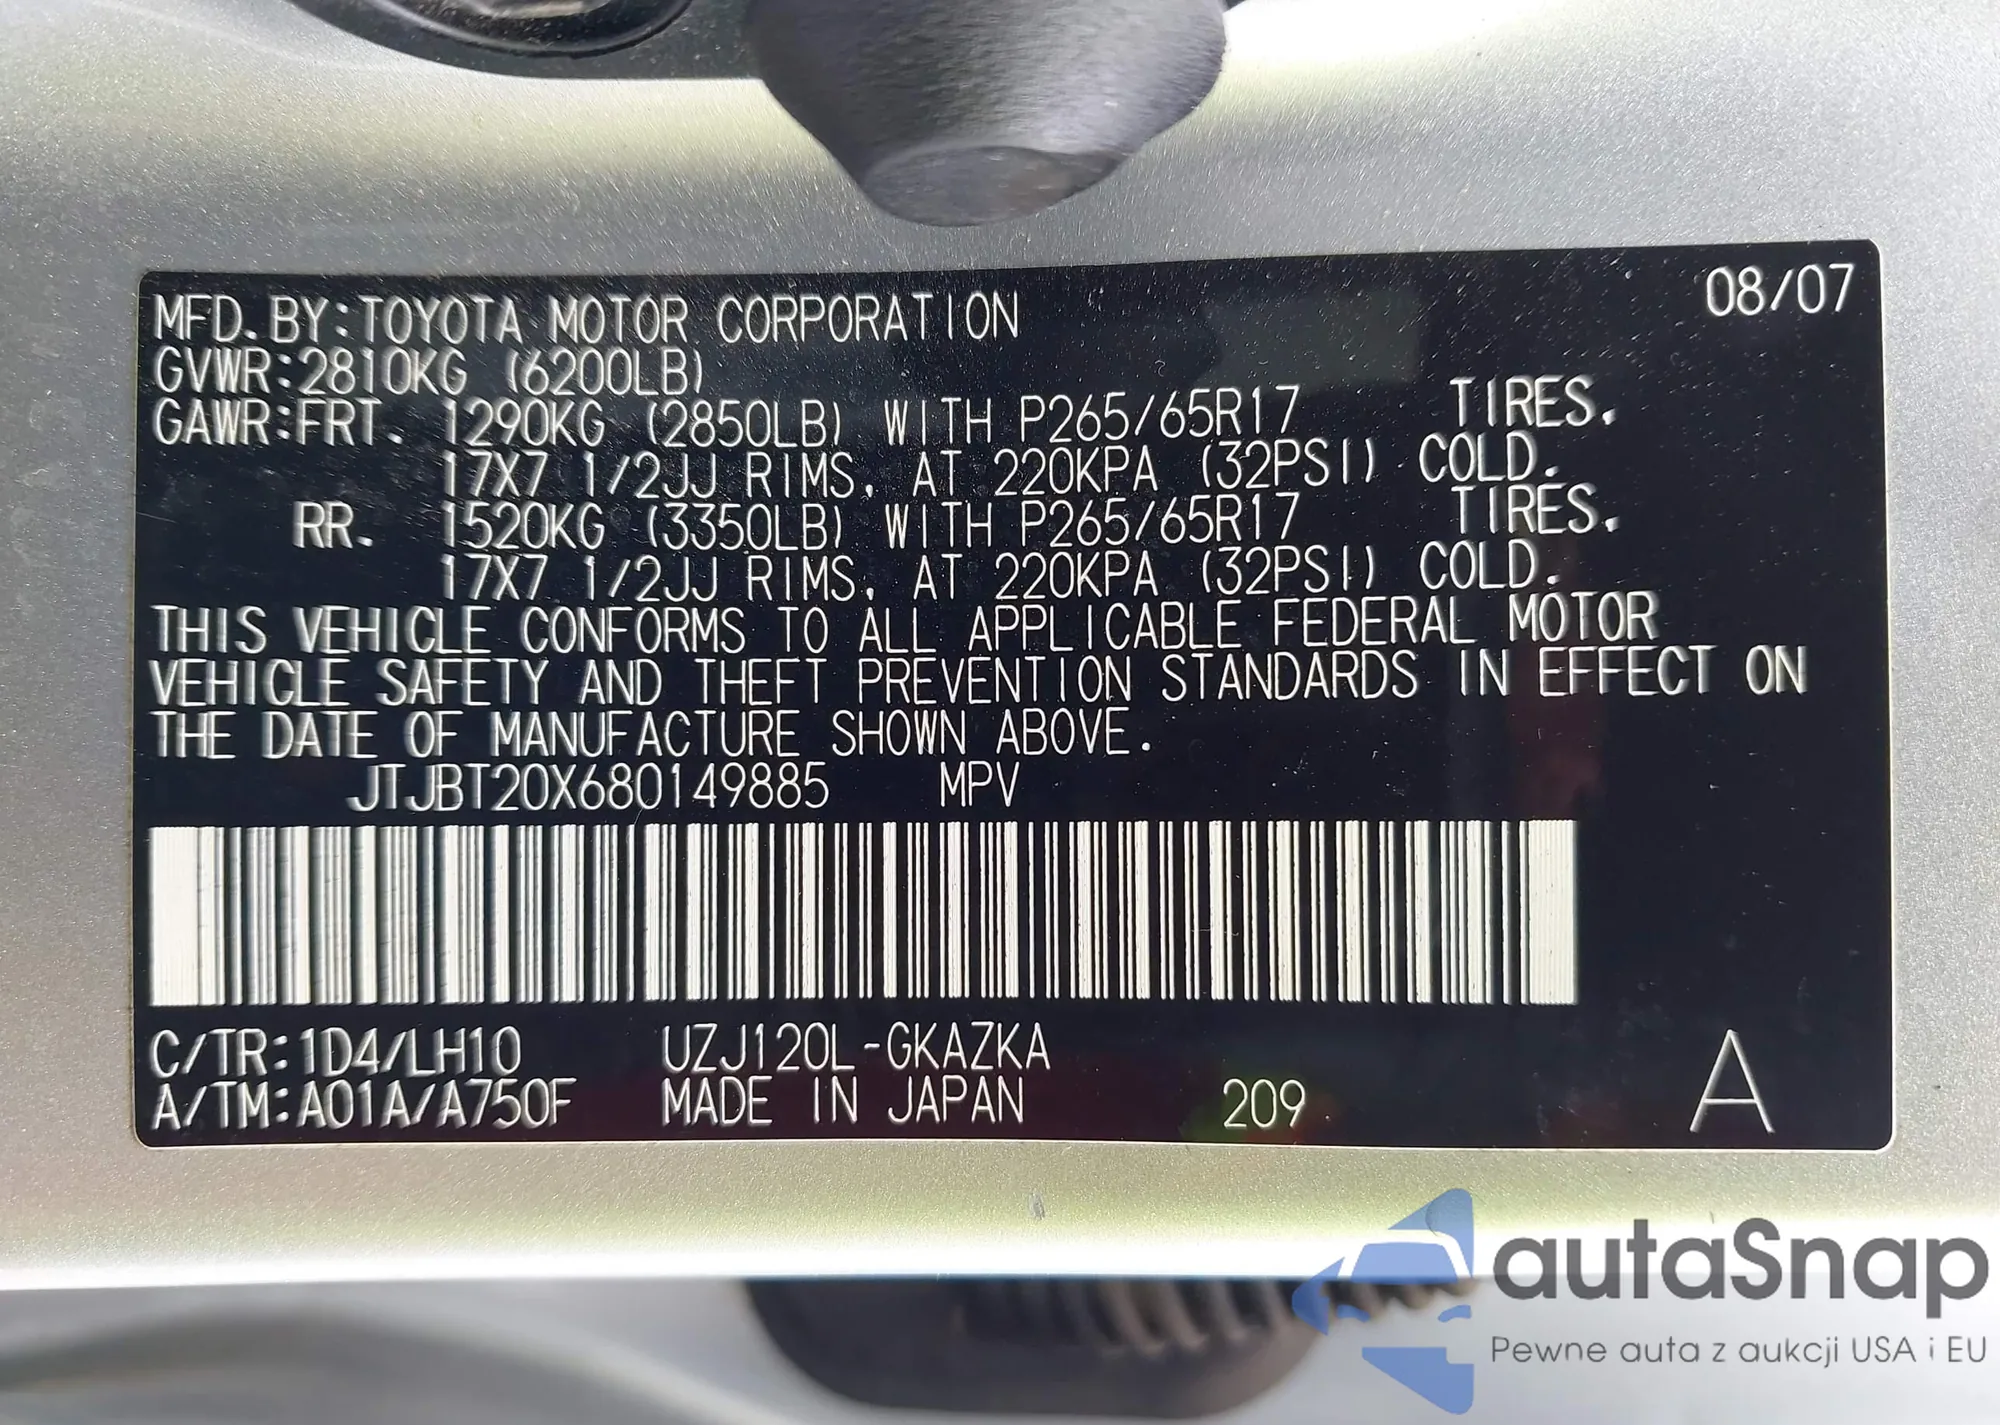 08/07
MFD. BY:TOYOTA MOTOR CORPORATION
GVWR:2810KG (6200LB)
GAWR:FRT. 1290KG (2850LB) WITH P265/65R17 TIRES.
17X7 1/2JJ RIMS, AT 220KPA (32PSI) COLD.
RR. 1520KG (3350LB) WITH P265/65R17 TIRES.
17X7 1/2JJ RIMS, AT 220KPA (32PSI) COLD.
THIS VEHICLE CONFORMS TO ALL APPLICABLE FEDERAL MOTOR
VEHICLE SAFETY AND THEFT PREVENTION STANDARDS IN EFFECT ON
THE DATE OF MANUFACTURE SHOWN ABOVE.
JTJBT20X680149885 MPV
C/TR:1D4/LH10 UZJ120L-GKAZKA
A/TM:A01A/A750F MADE IN JAPAN 209 A
autaSnap
Pewne auta z aukcji USA i EU